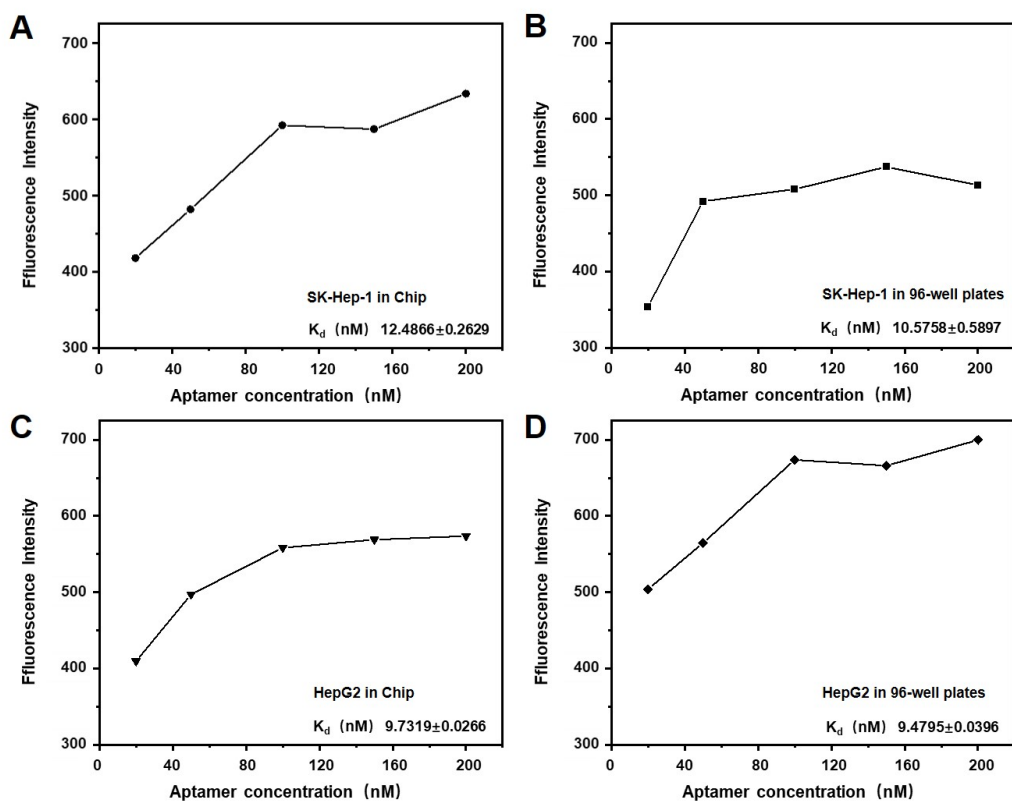 A
700
600
500
400
300
Ffluorescence Intensity
SK-Hep-1 in Chip
Kd (nM) 12.4866±0.2629
0 40 80 120 160 200
Aptamer concentration (nM)
B
700
600
500
400
300
Ffluorescence Intensity
SK-Hep-1 in 96-well plates
Kd (nM) 10.5758±0.5897
0 40 80 120 160 200
Aptamer concentration (nM)
C
700
600
500
400
300
Ffluorescence Intensity
HepG2 in Chip
Kd (nM) 9.7319±0.0266
0 40 80 120 160 200
Aptamer concentration (nM)
D
700
600
500
400
300
Ffluorescence Intensity
HepG2 in 96-well plates
Kd (nM) 9.4795±0.0396
0 40 80 120 160 200
Aptamer concentration (nM)